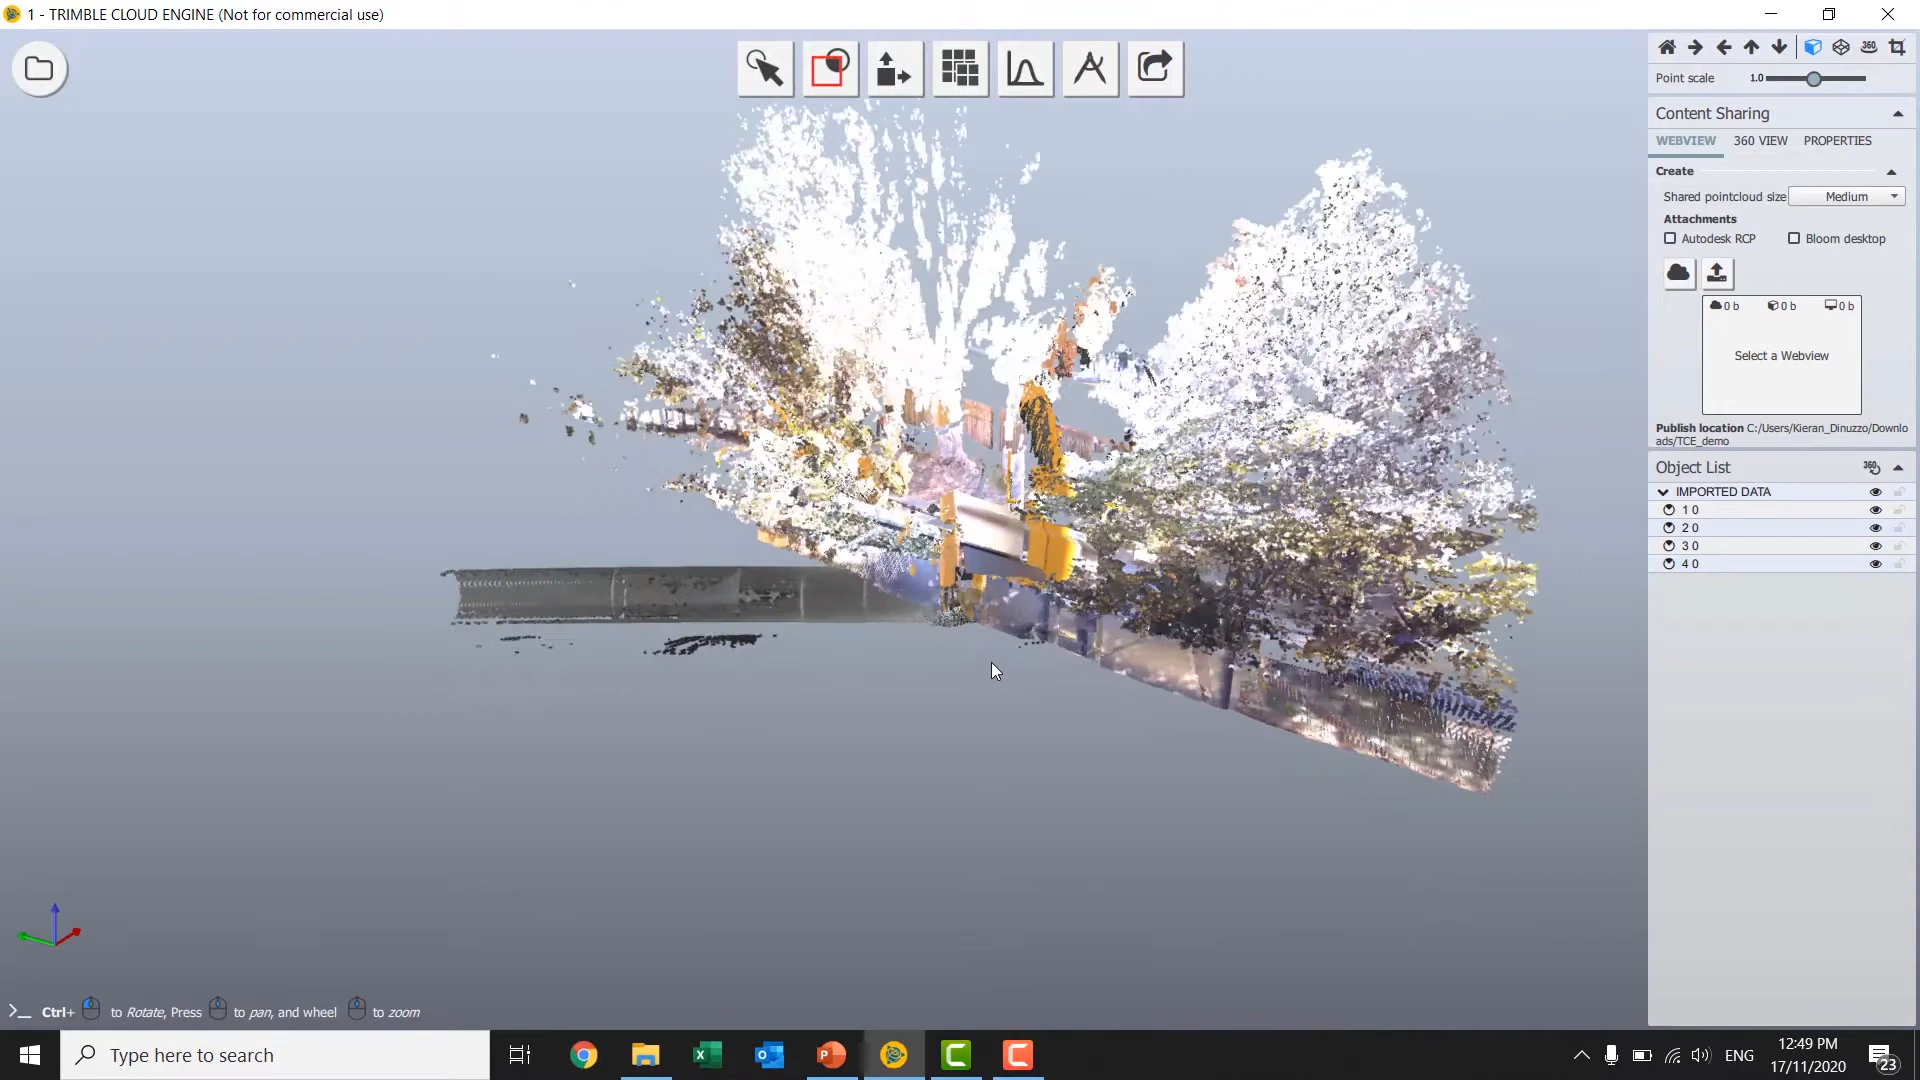 1 - TRIMBLE CLOUD ENGINE (Not for commercial use)
360
Point scale 1.0
Content Sharing
WEBVIEW 360 VIEW PROPERTIES
Create
Shared pointcloud size Medium
Attachments
Autodesk RCP Bloom desktop
0 b 0 b 0 b
Select a Webview
Publish location C:/Users/Kieran_Dinuzzo/Downlo
ads/TCE_demo
Object List 360
IMPORTED DATA
1 0
2 0
3 0
4 0
Ctrl+ to Rotate, Press to pan, and wheel to zoom
Type here to search
ENG
12:49 PM
17/11/2020
23